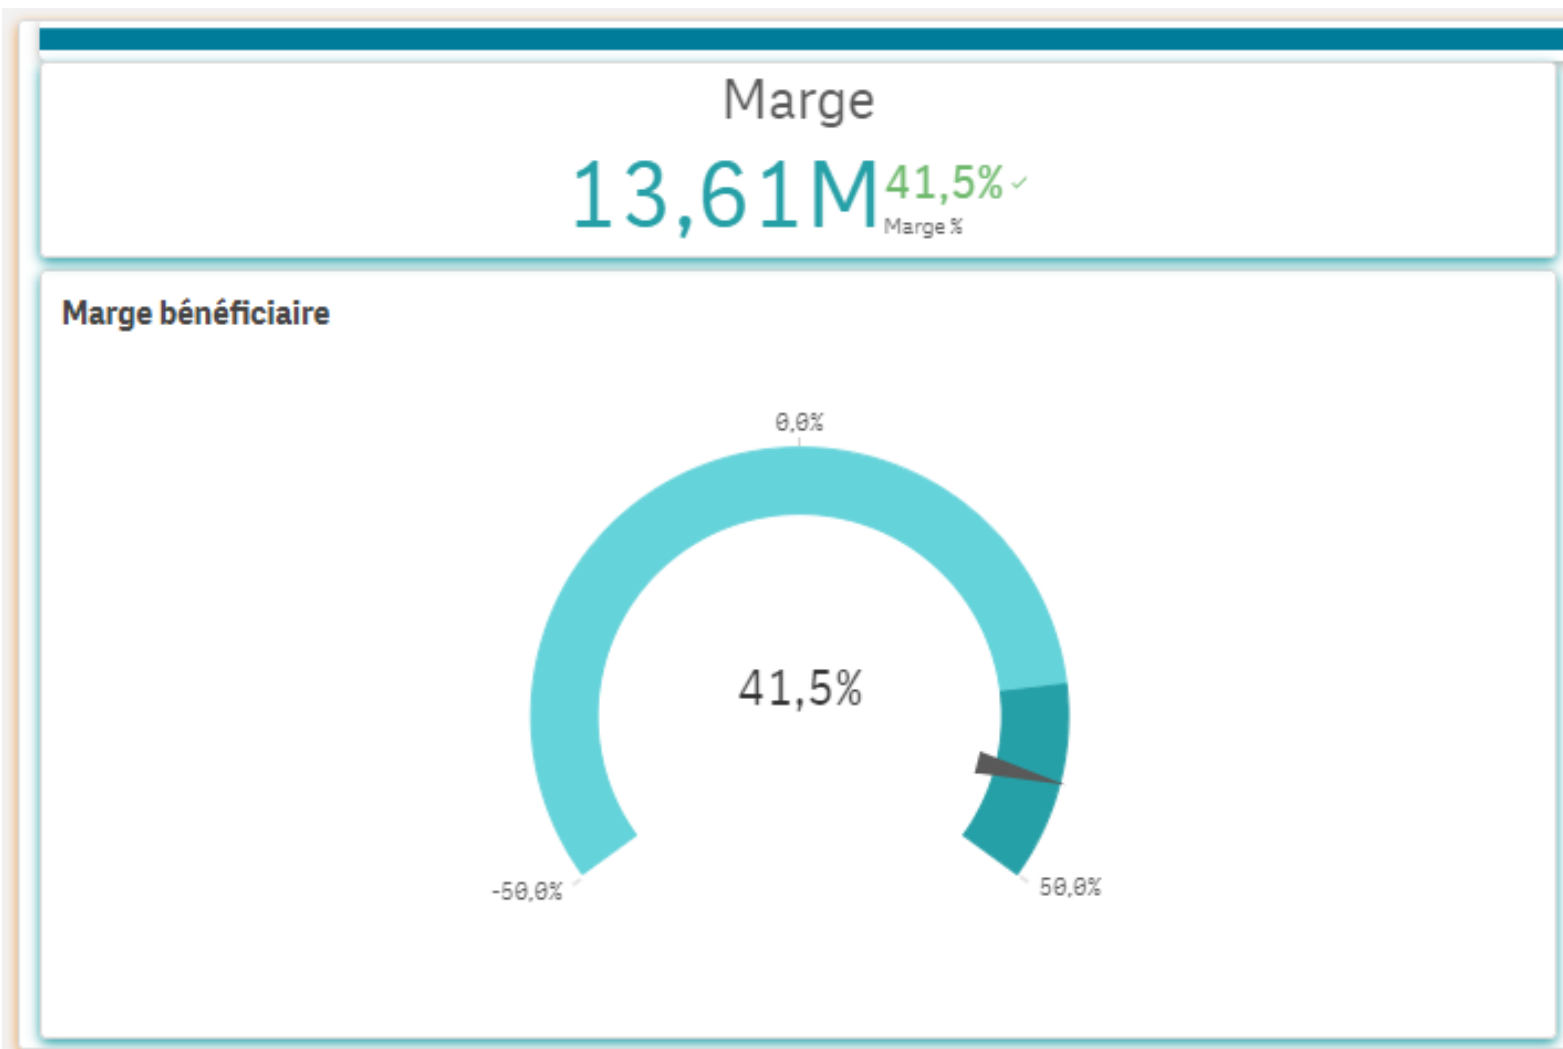 Marge
13,61M 41,5% ✓
Marge %
Marge bénéficiaire
0,0%
41,5%
-50,0%
50,0%